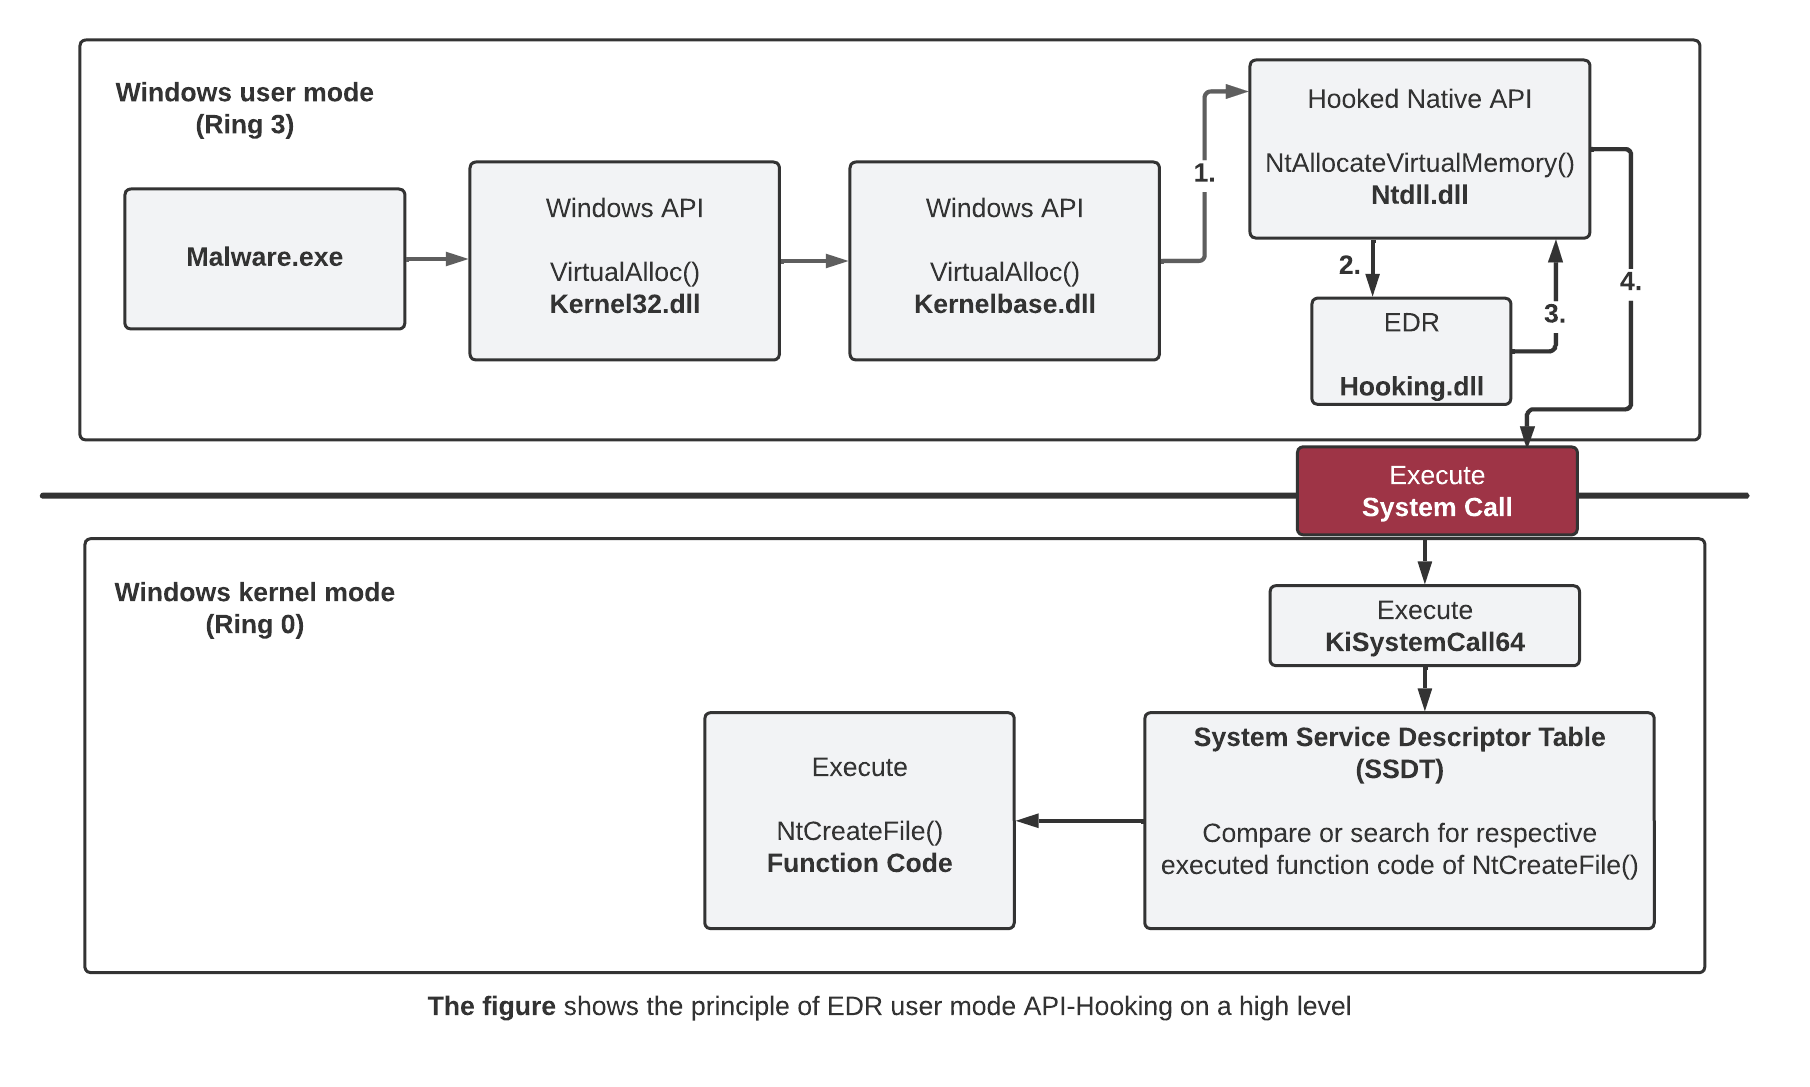 Windows user mode
(Ring 3)
Malware.exe
Windows API
VirtualAlloc()
Kernel32.dll
Windows API
VirtualAlloc()
Kernelbase.dll
1.
Hooked Native API
NtAllocateVirtualMemory()
Ntdll.dll
2.
3.
4.
EDR
Hooking.dll
Execute
System Call
Windows kernel mode
(Ring 0)
Execute
KiSystemCall64
System Service Descriptor Table
(SSDT)
Compare or search for respective
executed function code of NtCreateFile()
Execute
NtCreateFile()
Function Code
The figure shows the principle of EDR user mode API-Hooking on a high level